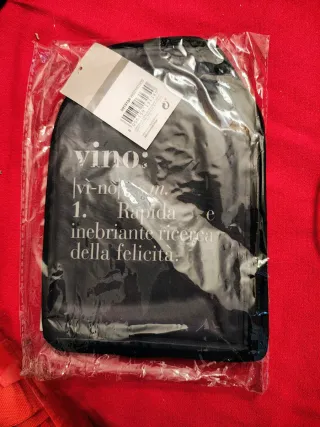 vino:
[vì-no] s. m.
1. Rapida e
inebriante ricerca
della felicità.